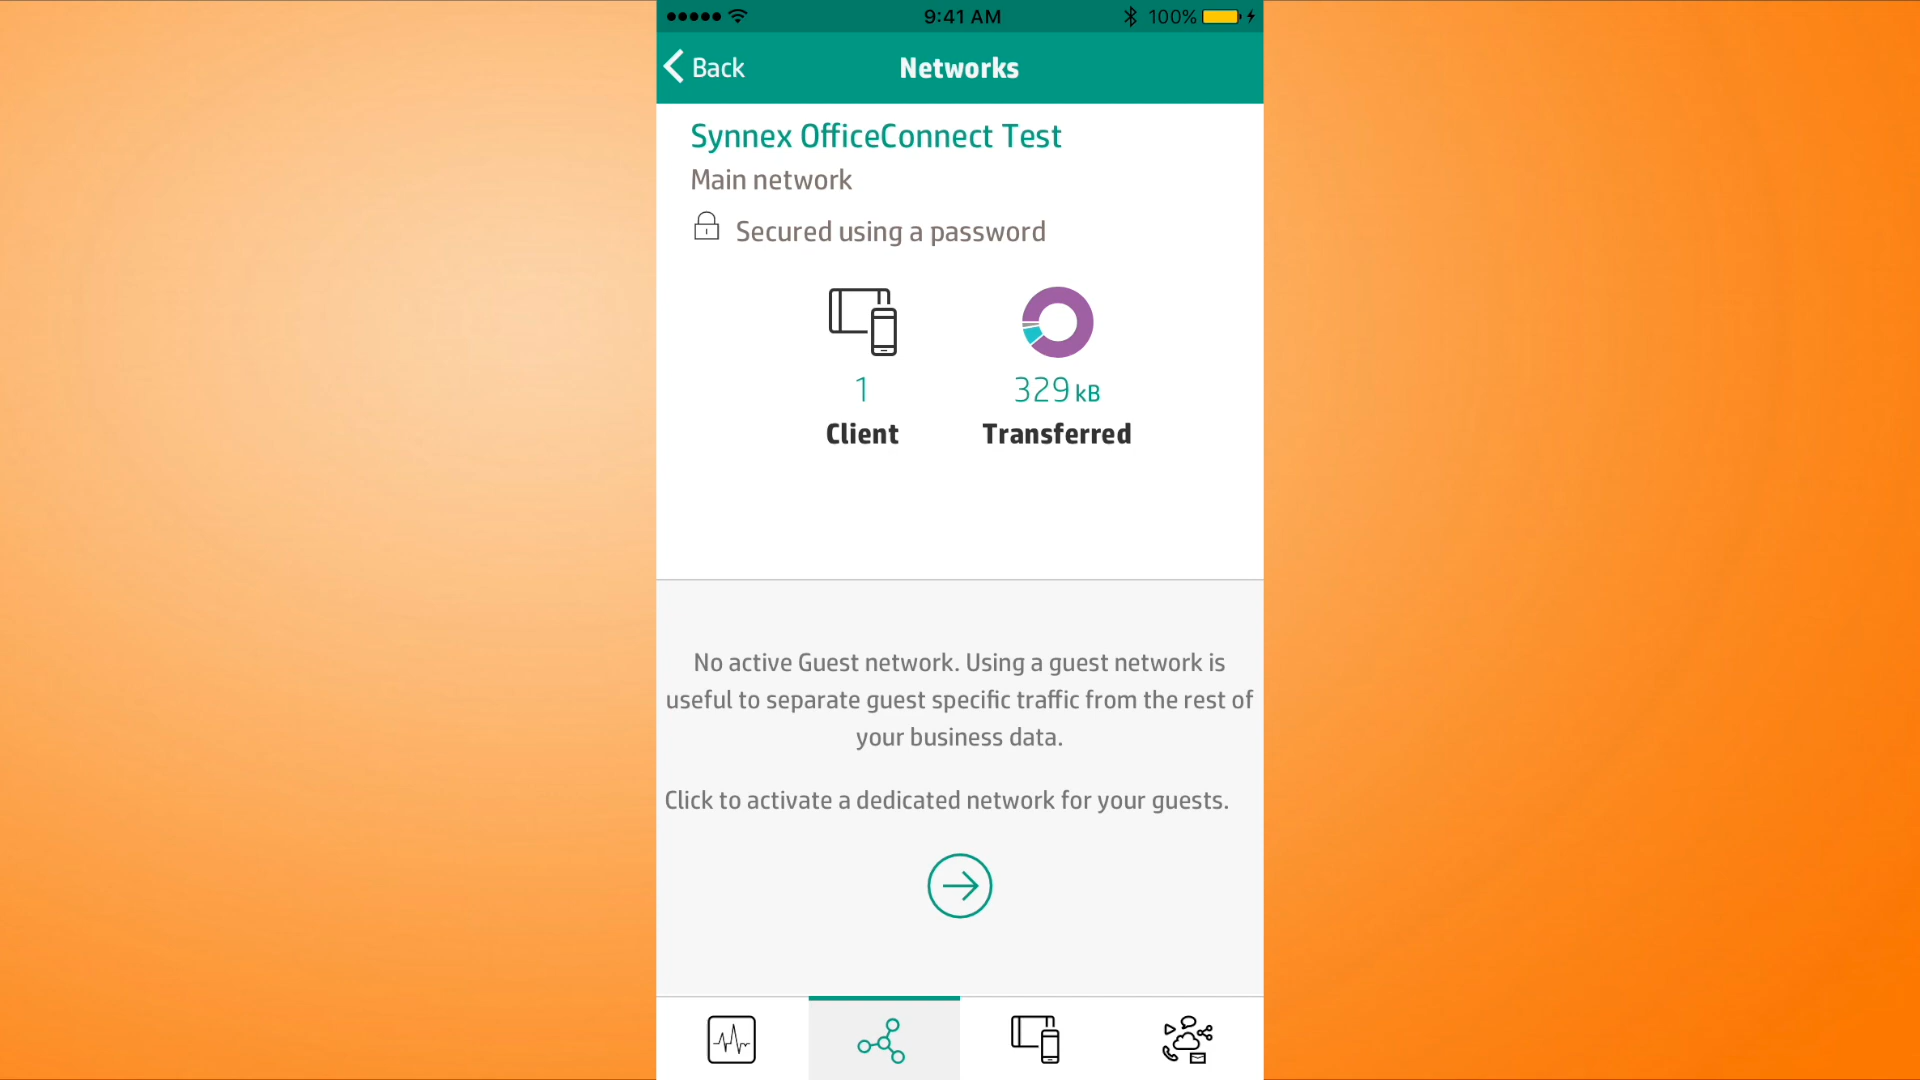 9:41 AM
100%
Back
Networks
Synnex OfficeConnect Test
Main network
Secured using a password
1
329 kB
Client
Transferred
No active Guest network. Using a guest network is
useful to separate guest specific traffic from the rest of
your business data.
Click to activate a dedicated network for your guests.